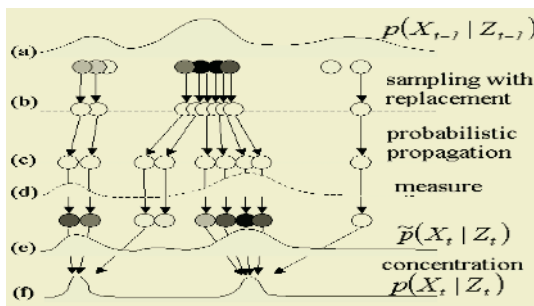 p(X_{t-1} | Z_{t-1})
(a)
sampling with
(b) replacement
probabilistic
(c) propagation
(d) measure
p̃(X_t | Z_t)
(e)
concentration
(f) p(X_t | Z_t)